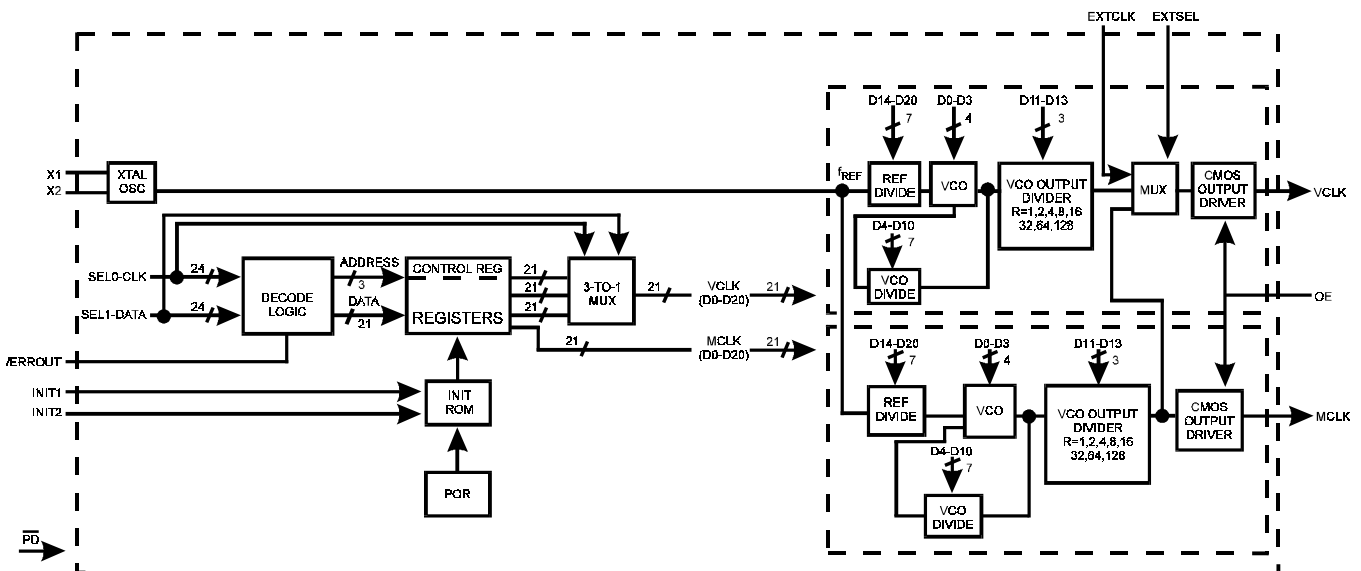 EXTCLK EXTSEL
D14-D20 D0-D3 D11-D13
7 4 3
X1
X2
XTAL
OSC
fREF
REF
DIVIDE
VCO
VCO OUTPUT
DIVIDER
R=1,2,4,8,16
32,64,128
MUX
CMOS
OUTPUT
DRIVER
VCLK
D4-D10
7
VCO
DIVIDE
SEL0-CLK
24
SEL1-DATA
24
DECODE
LOGIC
ADDRESS
3
DATA
21
CONTROL REG
REGISTERS
21
21
21
3-TO-1
MUX
21
VCLK
(D0-D20)
21
21
MCLK
(D0-D20)
21
OE
/ERROUT
INIT1
INIT2
INIT
ROM
POR
PD
D14-D20 D0-D3 D11-D13
7 4 3
REF
DIVIDE
VCO
VCO OUTPUT
DIVIDER
R=1,2,4,8,16
32,64,128
CMOS
OUTPUT
DRIVER
MCLK
D4-D10
7
VCO
DIVIDE